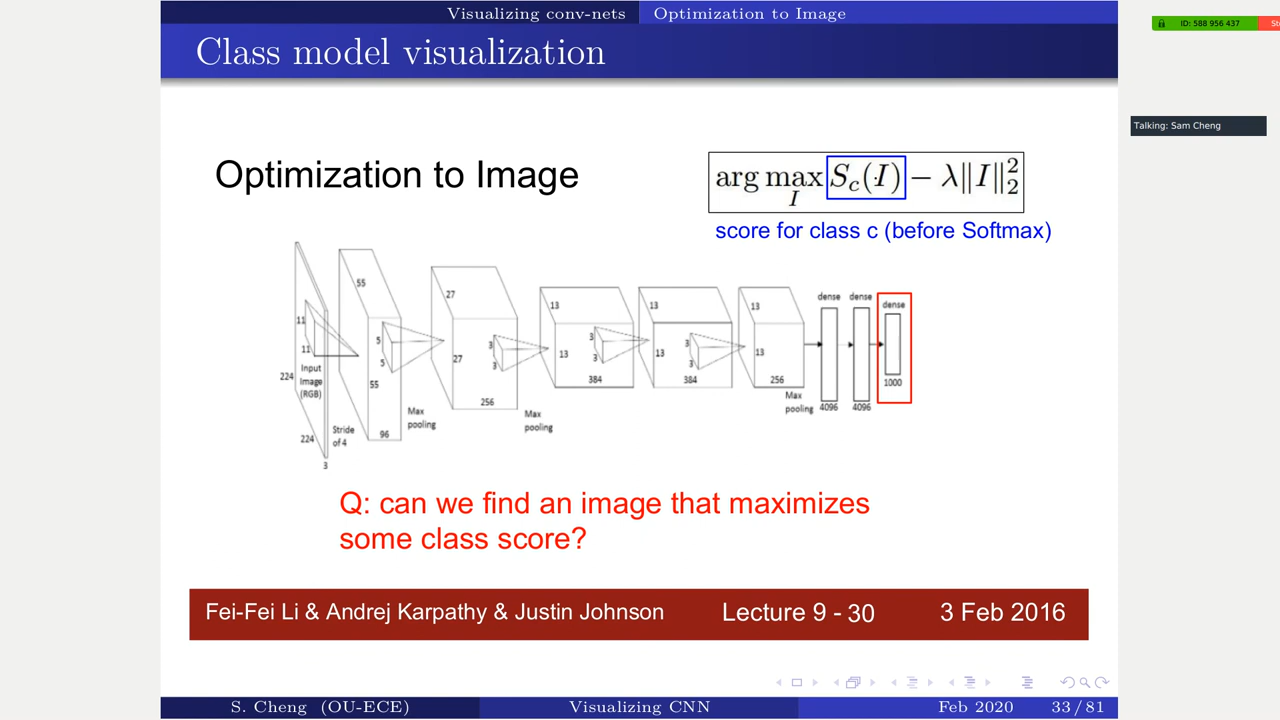 Visualizing conv-nets Optimization to Image
ID: 588 956 437
Class model visualization
Talking: Sam Cheng
Optimization to Image
arg max_I S_c(I) − λ‖I‖₂²
score for class c (before Softmax)
55
27
13
13
13
dense
dense
dense
11
11
5
5
3
3
3
3
3
3
27
13
13
13
Input
Image
(RGB)
224
55
384
384
256
1000
256
Max
pooling
4096
4096
Max
pooling
Max
pooling
Stride
of 4
224
96
3
Q: can we find an image that maximizes
some class score?
Fei-Fei Li & Andrej Karpathy & Justin Johnson Lecture 9 - 30 3 Feb 2016
S. Cheng (OU-ECE) Visualizing CNN Feb 2020 33 / 81